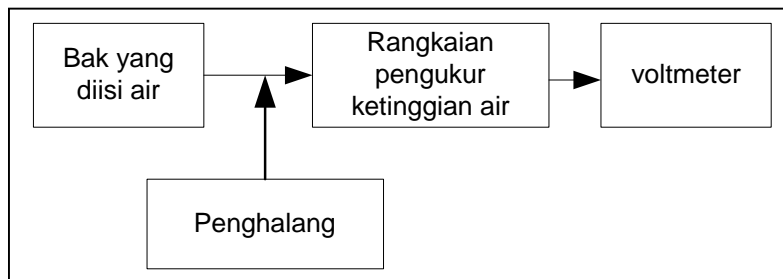 Bak yang
diisi air
Rangkaian
pengukur
ketinggian air
voltmeter
Penghalang